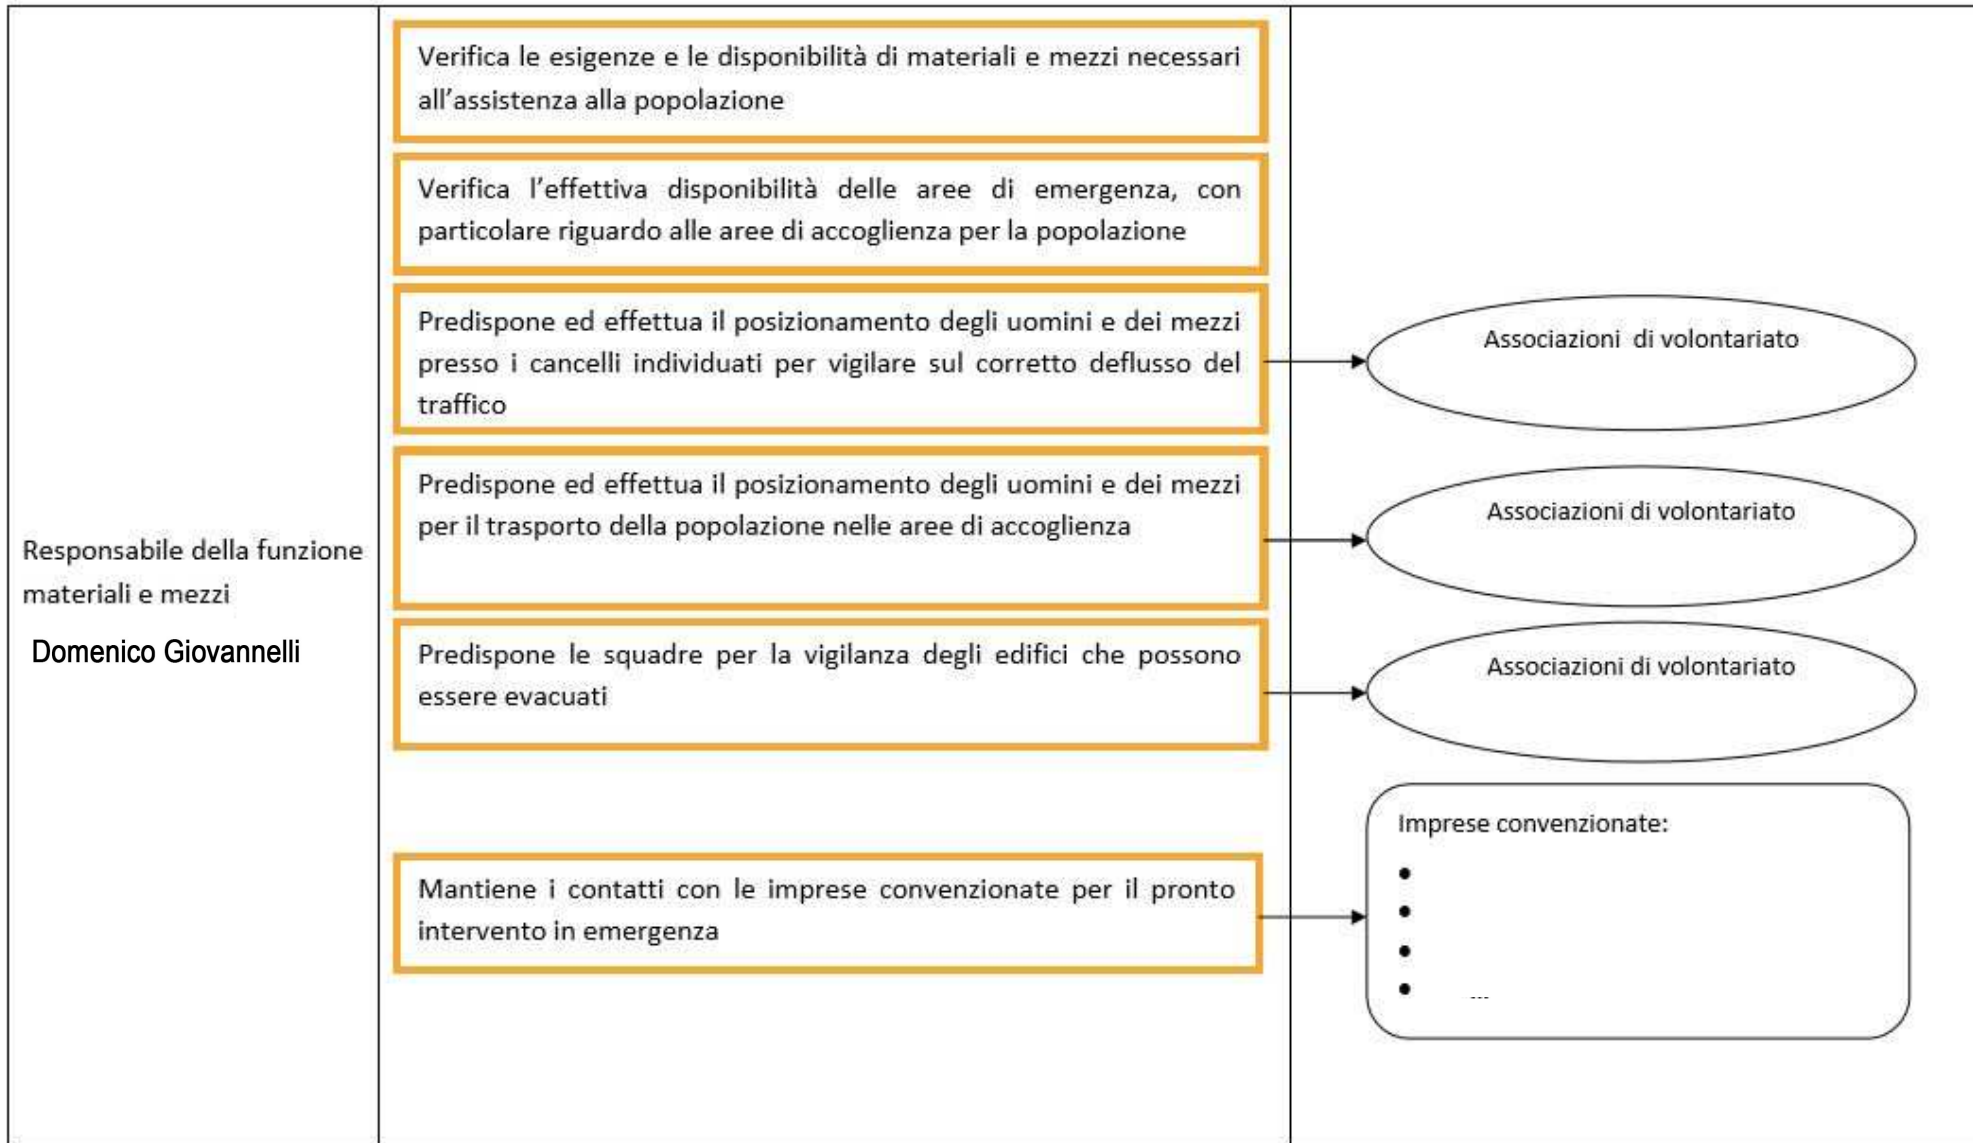 Responsabile della funzione
materiali e mezzi
Domenico Giovannelli
Verifica le esigenze e le disponibilità di materiali e mezzi necessari
all’assistenza alla popolazione
Verifica l’effettiva disponibilità delle aree di emergenza, con
particolare riguardo alle aree di accoglienza per la popolazione
Predispone ed effettua il posizionamento degli uomini e dei mezzi
presso i cancelli individuati per vigilare sul corretto deflusso del
traffico
Associazioni di volontariato
Predispone ed effettua il posizionamento degli uomini e dei mezzi
per il trasporto della popolazione nelle aree di accoglienza
Associazioni di volontariato
Predispone le squadre per la vigilanza degli edifici che possono
essere evacuati
Associazioni di volontariato
Mantiene i contatti con le imprese convenzionate per il pronto
intervento in emergenza
Imprese convenzionate:
•
•
•
• ---